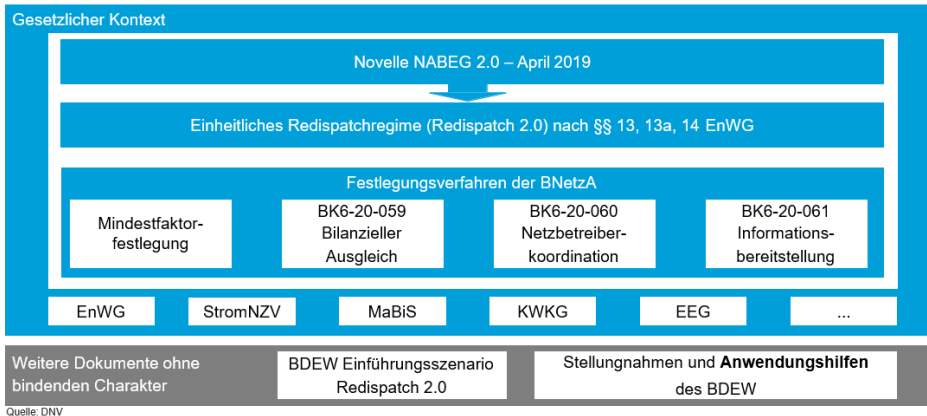 Gesetzlicher Kontext
Novelle NABEG 2.0 – April 2019
Einheitliches Redispatchregime (Redispatch 2.0) nach §§ 13, 13a, 14 EnWG
Festlegungsverfahren der BNetzA
Mindestfaktor-
festlegung
BK6-20-059
Bilanzieller
Ausgleich
BK6-20-060
Netzbetreiber-
koordination
BK6-20-061
Informations-
bereitstellung
EnWG
StromNZV
MaBiS
KWKG
EEG
...
Weitere Dokumente ohne
bindenden Charakter
BDEW Einführungsszenario
Redispatch 2.0
Stellungnahmen und Anwendungshilfen
des BDEW
Quelle: DNV